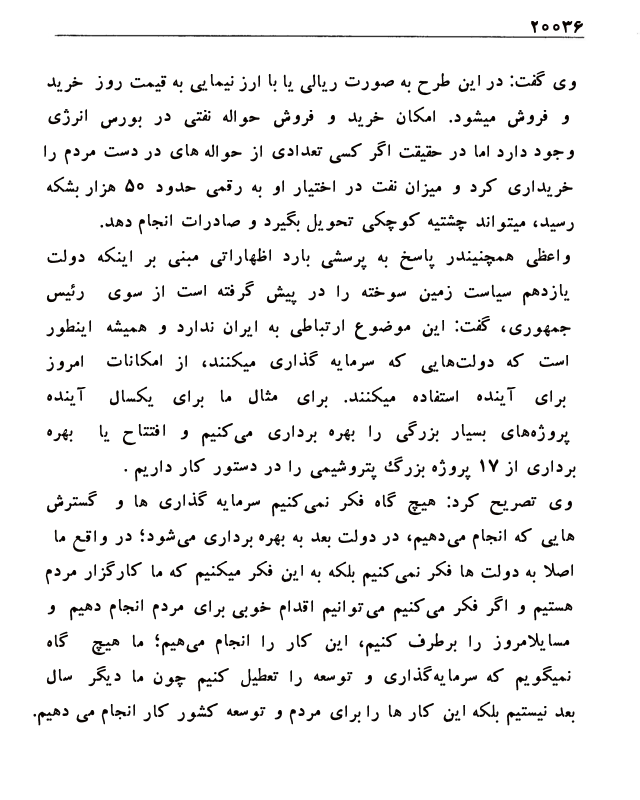 ۲۰۰۳۶
وی گفت: در این طرح به صورت ریالی یا با ارز نیمایی به قیمت روز خرید
و فروش میشود. امکان خرید و فروش حواله نفتی در بورس انرژی
وجود دارد اما در حقیقت اگر کسی تعدادی از حواله های در دست مردم را
خریداری کرد و میزان نفت در اختیار او به رقمی حدود ۵۰ هزار بشکه
رسید، میتواند چشتیه کوچکی تحویل بگیرد و صادرات انجام دهد.
واعظی همچنیندر پاسخ به پرسشی بارد اظهاراتی مبنی بر اینکه دولت
یازدهم سیاست زمین سوخته را در پیش گرفته است از سوی رئیس
جمهوری، گفت: این موضوع ارتباطی به ایران ندارد و همیشه اینطور
است که دولت‌هایی که سرمایه گذاری میکنند، از امکانات امروز
برای آینده استفاده میکنند. برای مثال ما برای یکسال آینده
پروژه‌های بسیار بزرگی را بهره برداری می‌کنیم و افتتاح یا بهره
برداری از ۱۷ پروژه بزرگ پتروشیمی را در دستور کار داریم .
وی تصریح کرد: هیچ گاه فکر نمی‌کنیم سرمایه گذاری ها و گسترش
هایی که انجام می‌دهیم، در دولت بعد به بهره برداری می‌شود؛ در واقع ما
اصلا به دولت ها فکر نمی‌کنیم بلکه به این فکر میکنیم که ما کارگزار مردم
هستیم و اگر فکر می‌کنیم می‌توانیم اقدام خوبی برای مردم انجام دهیم و
مسایلامروز را برطرف کنیم، این کار را انجام می‌هیم؛ ما هیچ گاه
نمیگویم که سرمایه‌گذاری و توسعه را تعطیل کنیم چون ما دیگر سال
بعد نیستیم بلکه این کار ها را برای مردم و توسعه کشور کار انجام می دهیم.